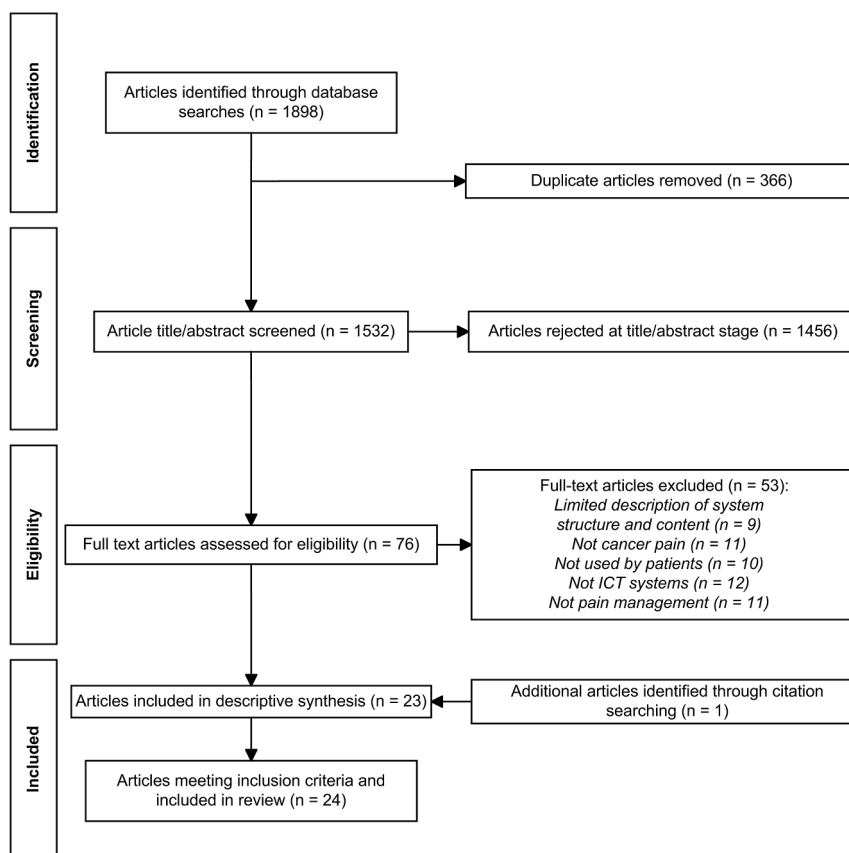 Identification
Articles identified through database
searches (n = 1898)
Duplicate articles removed (n = 366)
Screening
Article title/abstract screened (n = 1532)
Articles rejected at title/abstract stage (n = 1456)
Eligibility
Full text articles assessed for eligibility (n = 76)
Full-text articles excluded (n = 53):
Limited description of system
structure and content (n = 9)
Not cancer pain (n = 11)
Not used by patients (n = 10)
Not ICT systems (n = 12)
Not pain management (n = 11)
Included
Articles included in descriptive synthesis (n = 23)
Additional articles identified through citation
searching (n = 1)
Articles meeting inclusion criteria and
included in review (n = 24)